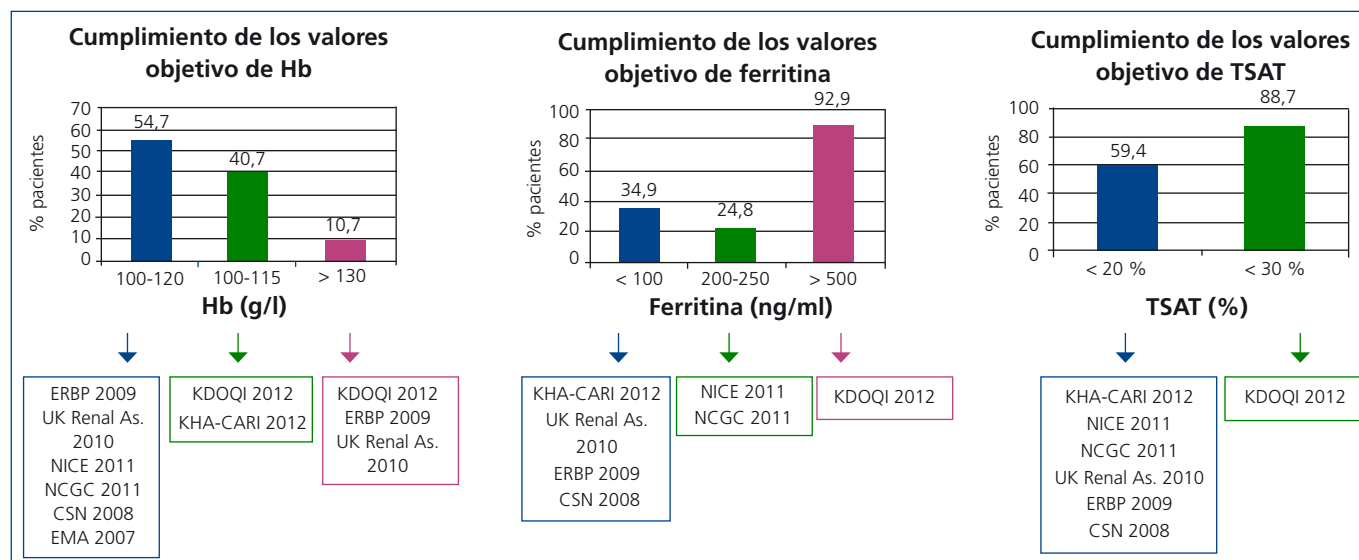 Cumplimiento de los valores
objetivo de Hb
% pacientes
70
60
50
40
30
20
10
0
54,7
40,7
10,7
100-120
100-115
> 130
Hb (g/l)
ERBP 2009
UK Renal As.
2010
NICE 2011
NCGC 2011
CSN 2008
EMA 2007
KDOQI 2012
KHA-CARI 2012
KDOQI 2012
ERBP 2009
UK Renal As.
2010
Cumplimiento de los valores
objetivo de ferritina
% pacientes
100
80
60
40
20
0
34,9
24,8
92,9
< 100
200-250
> 500
Ferritina (ng/ml)
KHA-CARI 2012
UK Renal As.
2010
ERBP 2009
CSN 2008
NICE 2011
NCGC 2011
KDOQI 2012
Cumplimiento de los valores
objetivo de TSAT
% pacientes
100
80
60
40
20
0
59,4
88,7
< 20 %
< 30 %
TSAT (%)
KHA-CARI 2012
NICE 2011
NCGC 2011
UK Renal As. 2010
ERBP 2009
CSN 2008
KDOQI 2012